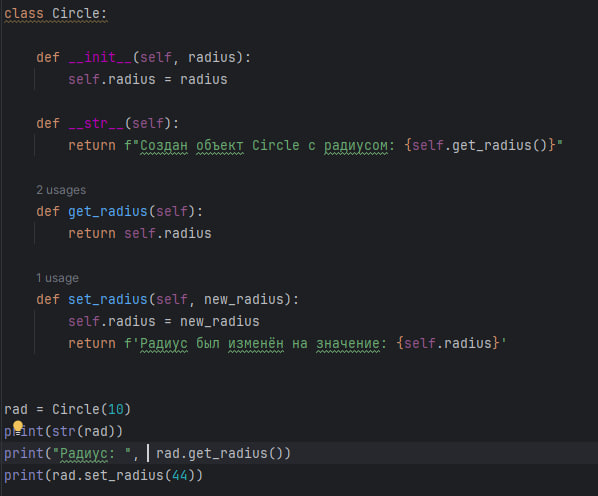 class Circle:
    def __init__(self, radius):
        self.radius = radius
    def __str__(self):
        return f"Создан объект Circle с радиусом: {self.get_radius()}"
    2 usages
    def get_radius(self):
        return self.radius
    1 usage
    def set_radius(self, new_radius):
        self.radius = new_radius
        return f'Радиус был изменён на значение: {self.radius}'
rad = Circle(10)
print(str(rad))
print("Радиус: ", rad.get_radius())
print(rad.set_radius(44))